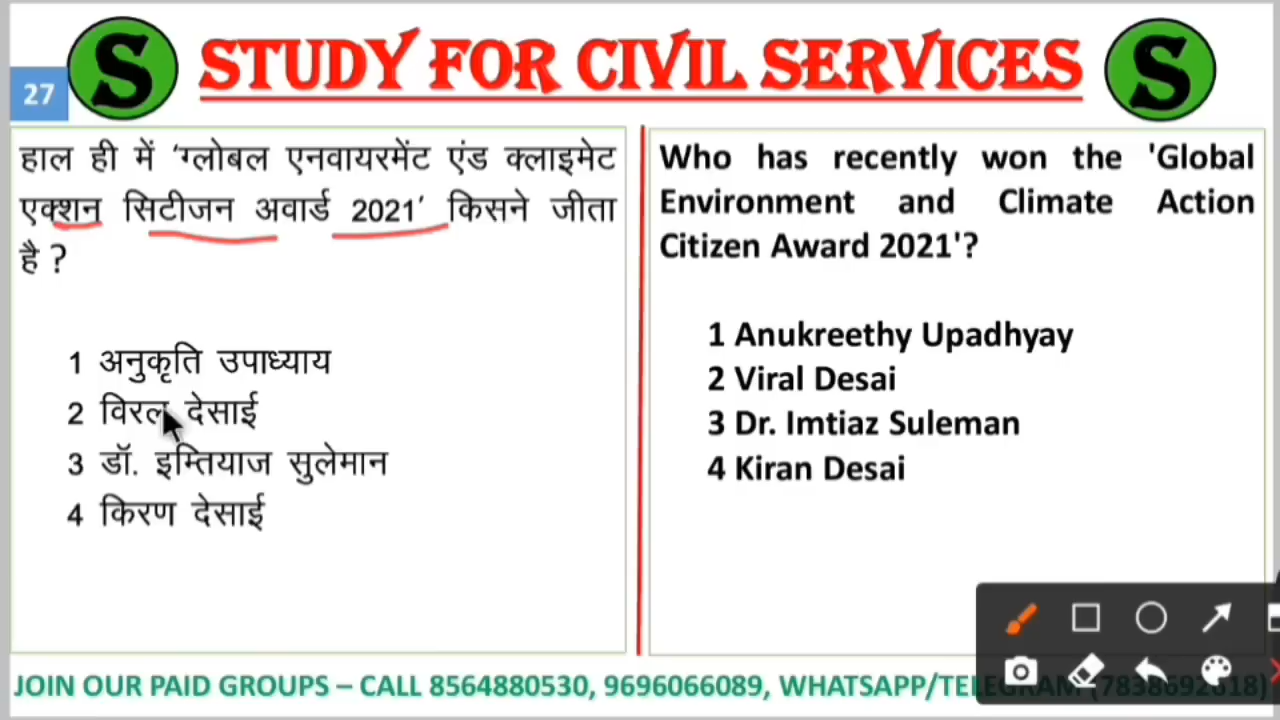 S STUDY FOR CIVIL SERVICES S
27
हाल ही में ‘ग्लोबल एनवायरमेंट एंड क्लाइमेट
एक्शन सिटीजन अवार्ड 2021’ किसने जीता
है ?
1 अनुकृति उपाध्याय
2 विरल देसाई
3 डॉ. इम्तियाज सुलेमान
4 किरण देसाई
Who has recently won the 'Global
Environment and Climate Action
Citizen Award 2021'?
1 Anukreethy Upadhyay
2 Viral Desai
3 Dr. Imtiaz Suleman
4 Kiran Desai
JOIN OUR PAID GROUPS – CALL 8564880530, 9696066089, WHATSAPP/TELEGRAM (7838692618)